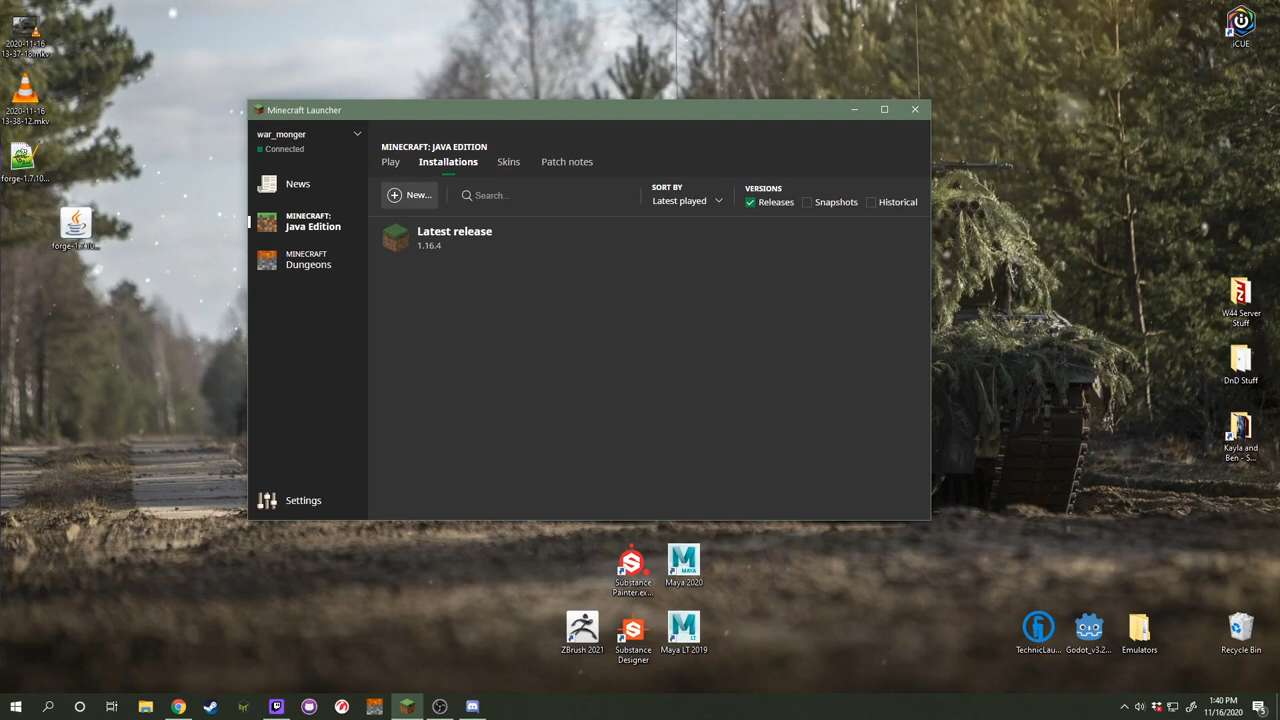 2020-11-16
13-37-18.mkv
2020-11-16
13-38-12.mkv
forge-1.7.10...
iCUE
Minecraft Launcher
war_monger
Connected
News
MINECRAFT:
Java Edition
MINECRAFT
Dungeons
Settings
MINECRAFT: JAVA EDITION
Play
Installations
Skins
Patch notes
New...
Search...
SORT BY
Latest played
VERSIONS
Releases
Snapshots
Historical
Latest release
1.16.4
W44 Server
Stuff
DnD Stuff
Kayla
and Ben - S...
Substance
Painter.ex...
Maya 2020
ZBrush 2021
Substance
Designer
Maya LT 2019
TechnicLau...
Godot_v3.2...
Emulators
Recycle Bin
1:40 PM
11/16/2020